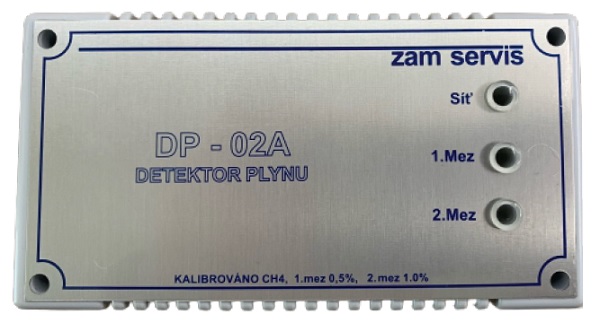 zam servis
Síť
DP - 02A
1.Mez
DETEKTOR PLYNU
2.Mez
KALIBROVÁNO CH4, 1.mez 0,5%, 2.mez 1.0%